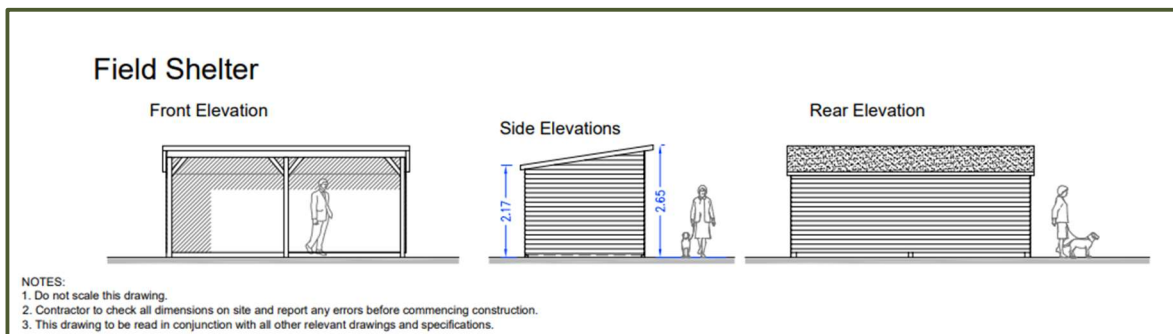 Field Shelter
Front Elevation
Side Elevations
Rear Elevation
2.17
2.65
NOTES:
1. Do not scale this drawing.
2. Contractor to check all dimensions on site and report any errors before commencing construction.
3. This drawing to be read in conjunction with all other relevant drawings and specifications.